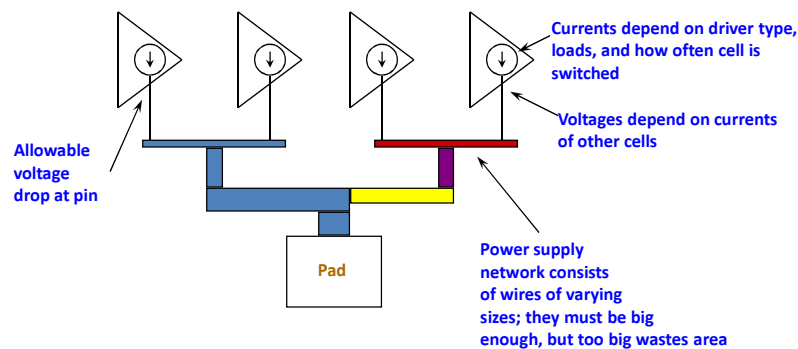 Currents depend on driver type,
loads, and how often cell is
switched
Voltages depend on currents
of other cells
Allowable
voltage
drop at pin
Pad
Power supply
network consists
of wires of varying
sizes; they must be big
enough, but too big wastes area